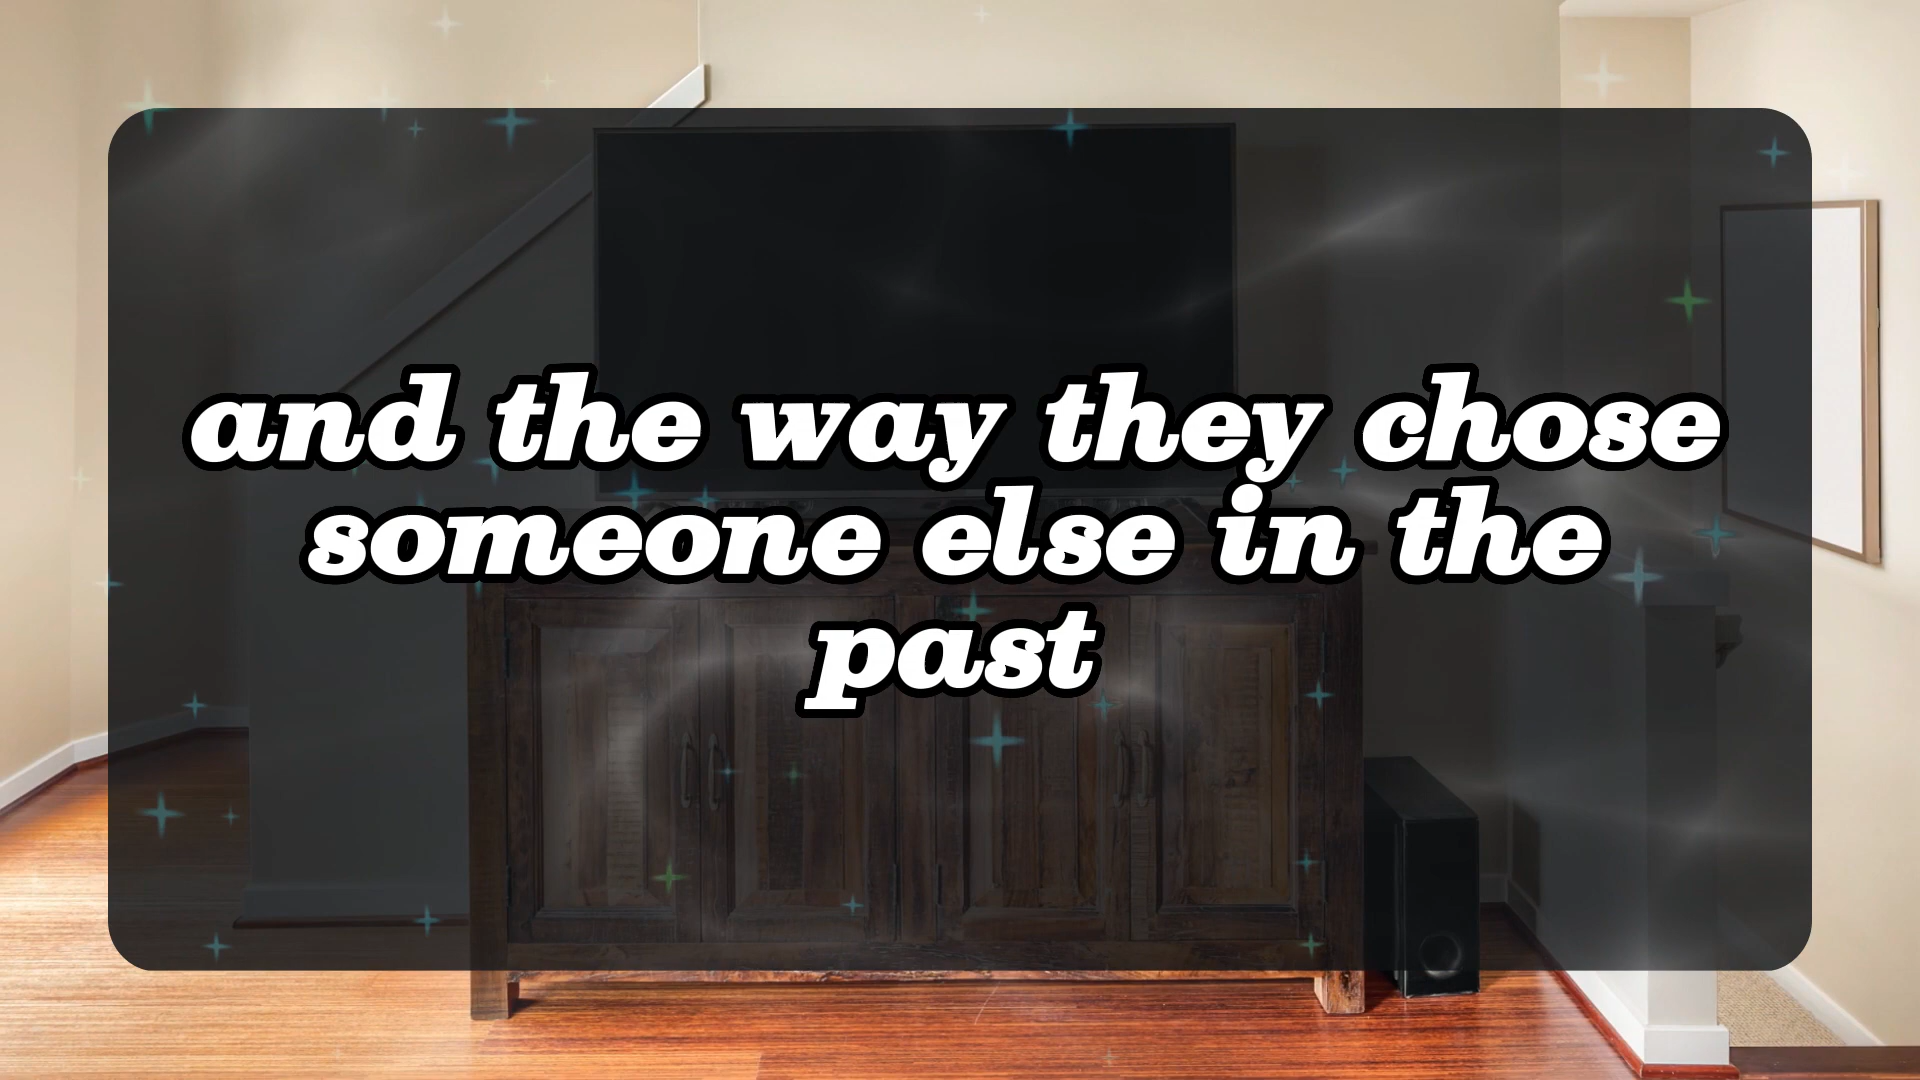 and the way they chose
someone else in the
past